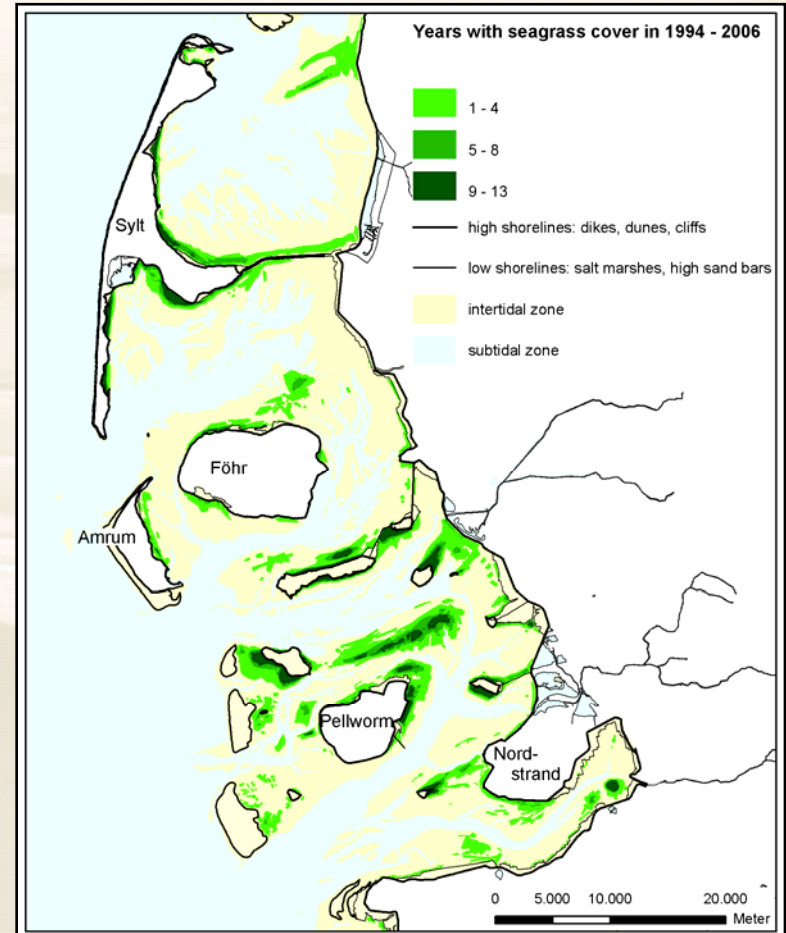 Years with seagrass cover in 1994 - 2006
1 - 4
5 - 8
9 - 13
high shorelines: dikes, dunes, cliffs
low shorelines: salt marshes, high sand bars
intertidal zone
subtidal zone
Sylt
Föhr
Amrum
Pellworm
Nord-
strand
0 5.000 10.000 20.000
Meter